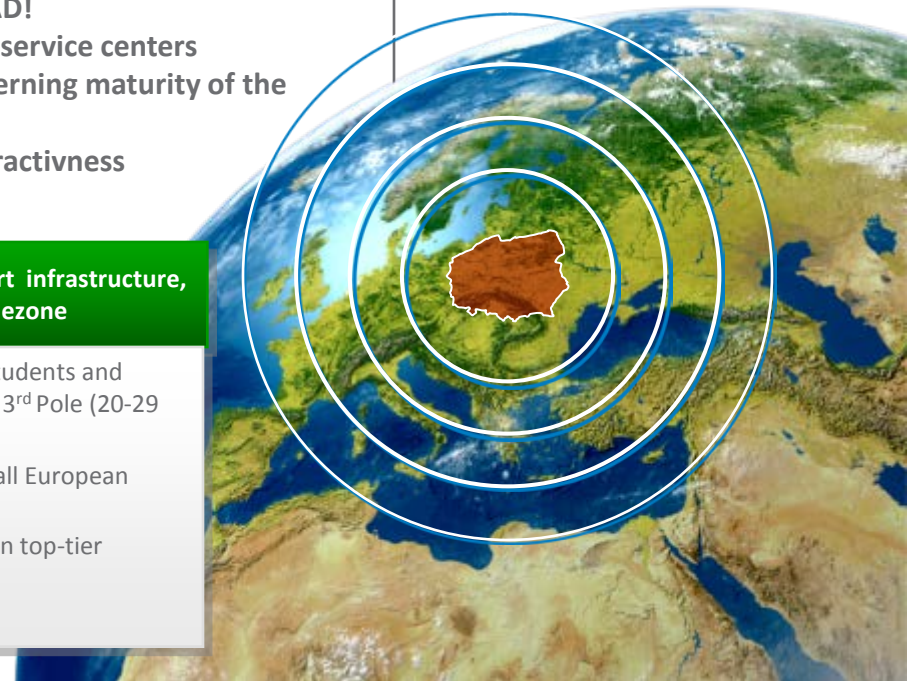 AD!
service centers
erning maturity of the
ractivness
rt infrastructure,
ezone
udents and
3rd Pole (20-29
all European
n top-tier